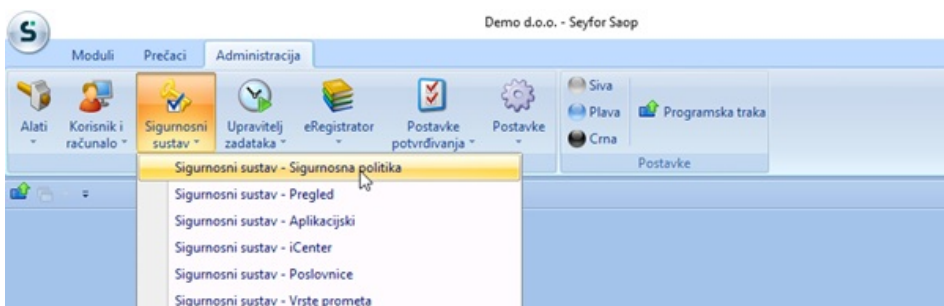 Demo d.o.o. - Seyfor Saop
S
Moduli Prečaci Administracija
Alati
Korisnik i računalo
Sigurnosni sustav
Upravitelj zadataka
eRegistrator
Postavke potvrđivanja
Postavke
Siva
Plava
Crna
Programska traka
Postavke
Sigurnosni sustav - Sigurnosna politika
Sigurnosni sustav - Pregled
Sigurnosni sustav - Aplikacijski
Sigurnosni sustav - iCenter
Sigurnosni sustav - Poslovnice
Sigurnosni sustav - Vrste prometa